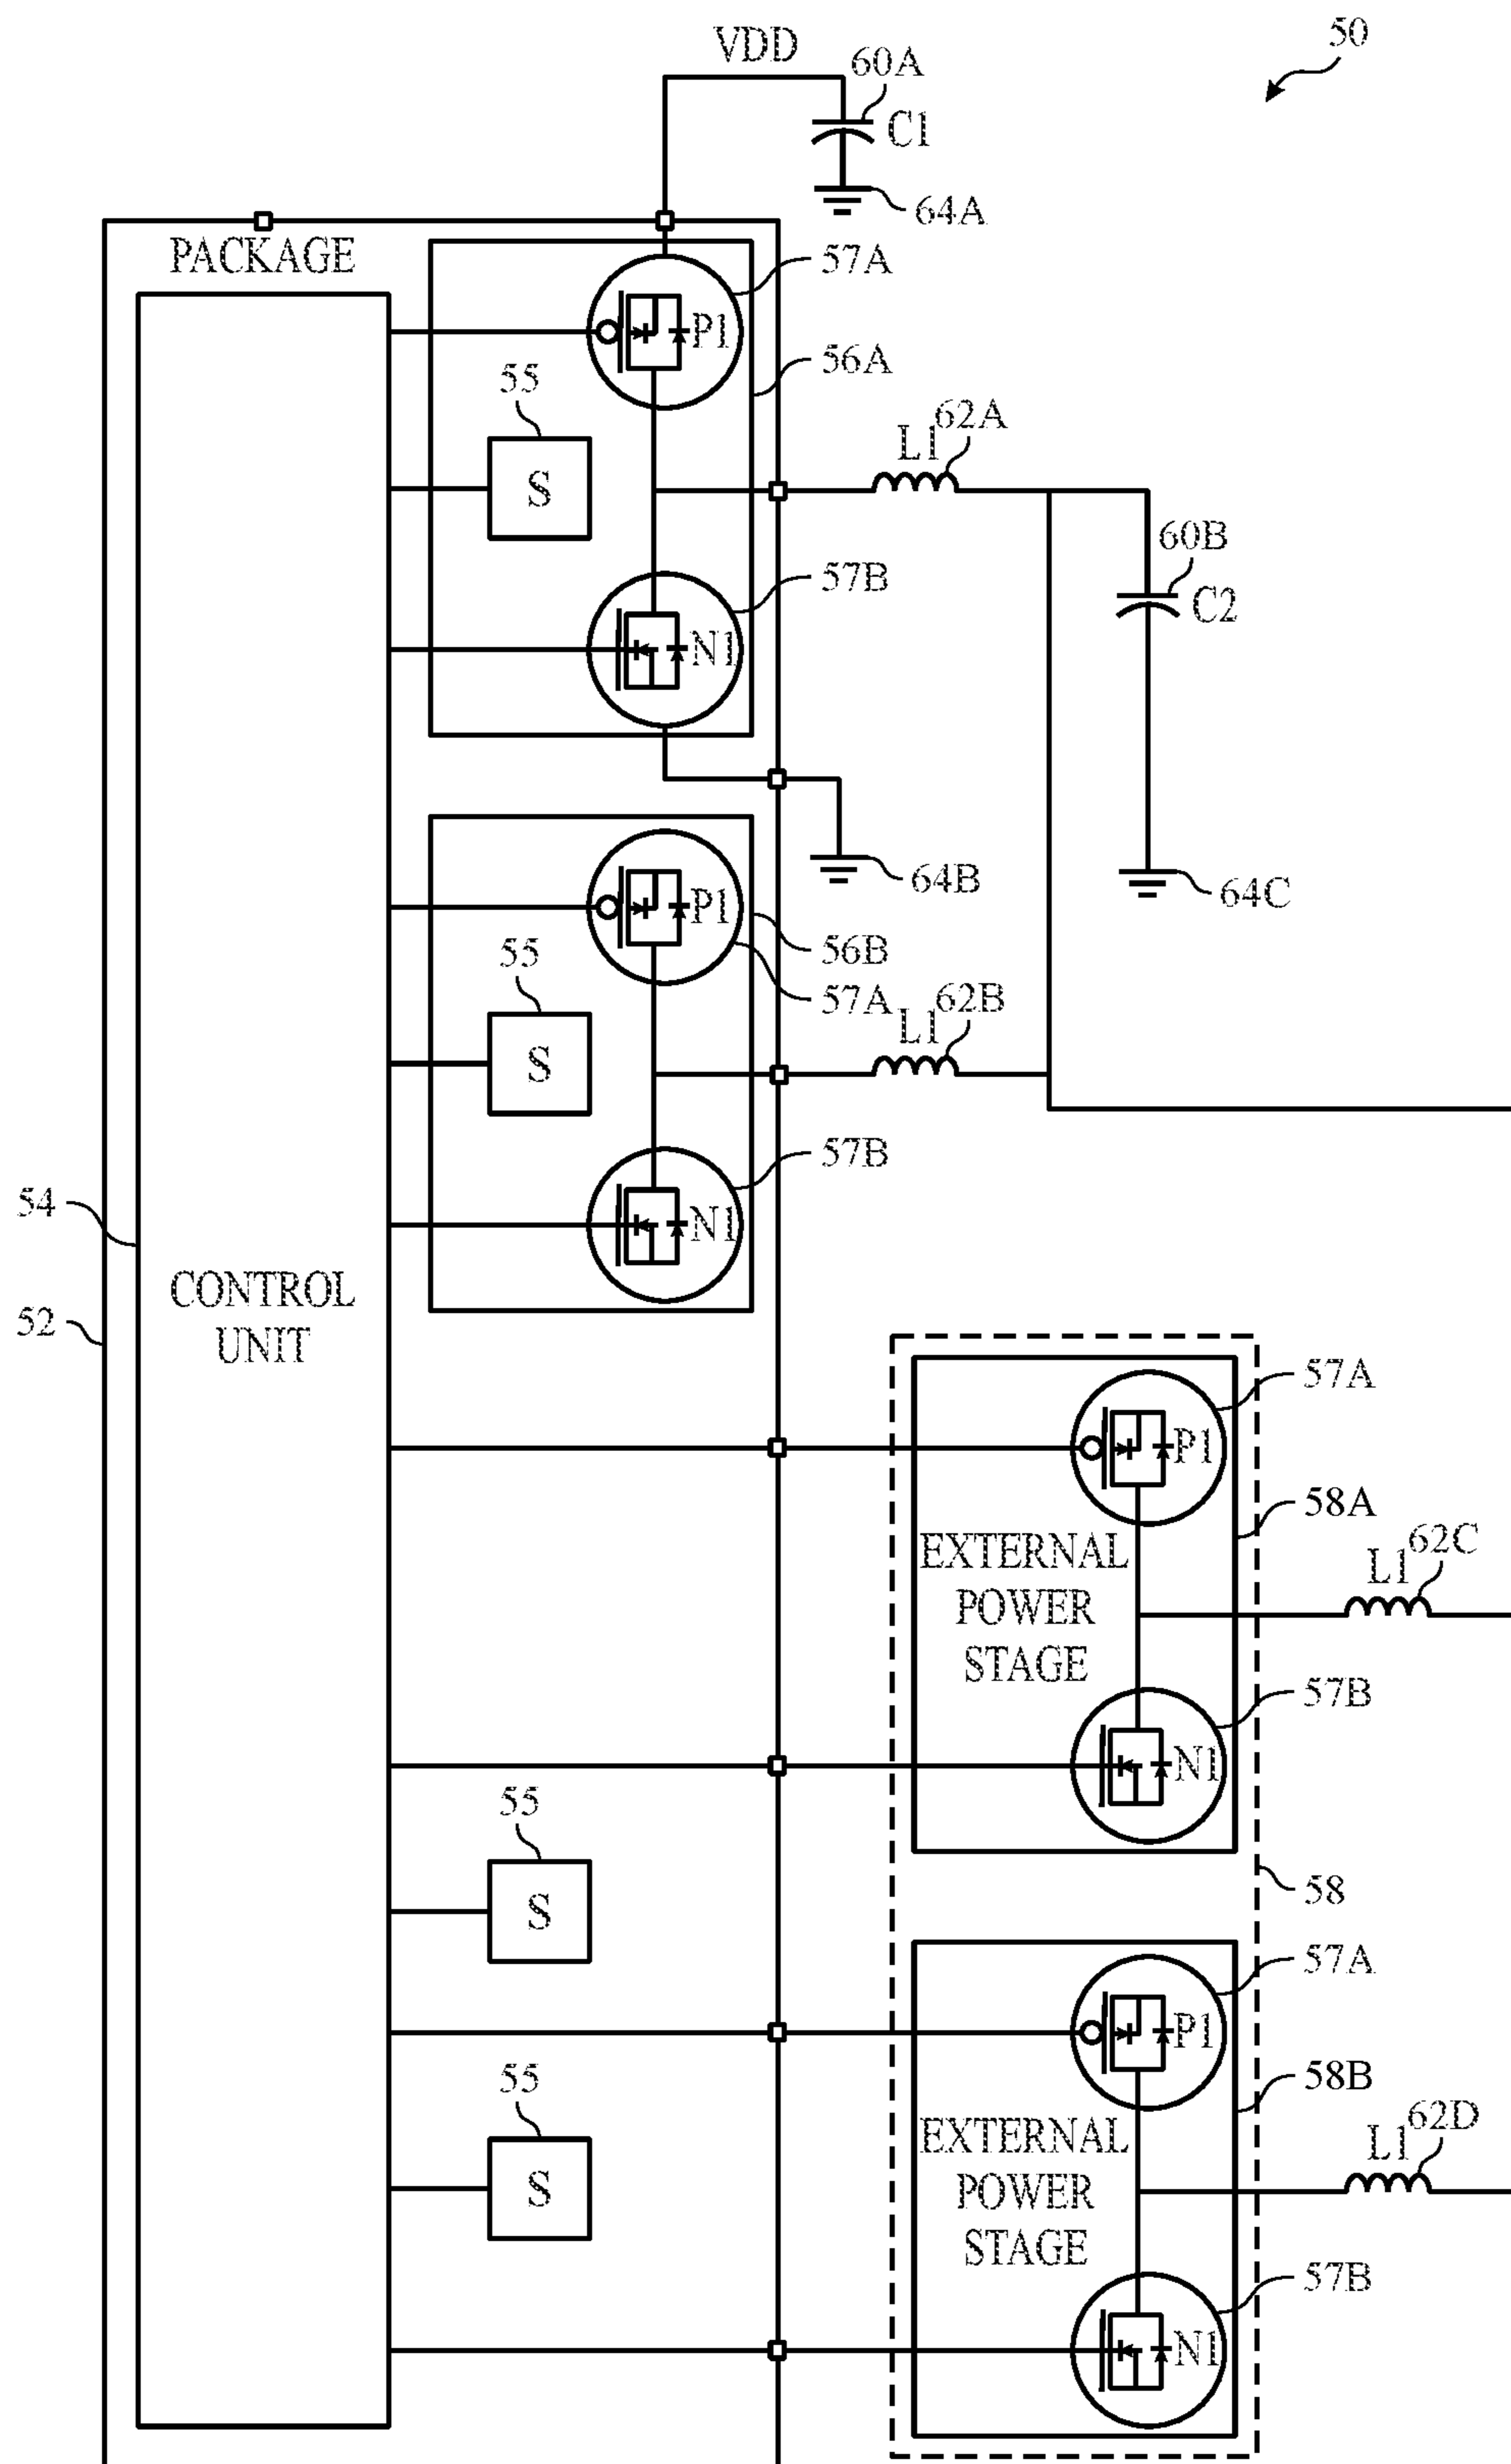 50
VDD
60A
C1
64A
PACKAGE
57A
P1
56A
55
S
L1
62A
60B
C2
57B
N1
64B
64C
P1
56B
57A
55
S
L1
62B
57B
N1
54
52
CONTROL
UNIT
57A
P1
58A
EXTERNAL
POWER
STAGE
L1
62C
57B
N1
55
S
58
57A
P1
58B
55
S
EXTERNAL
POWER
STAGE
L1
62D
57B
N1